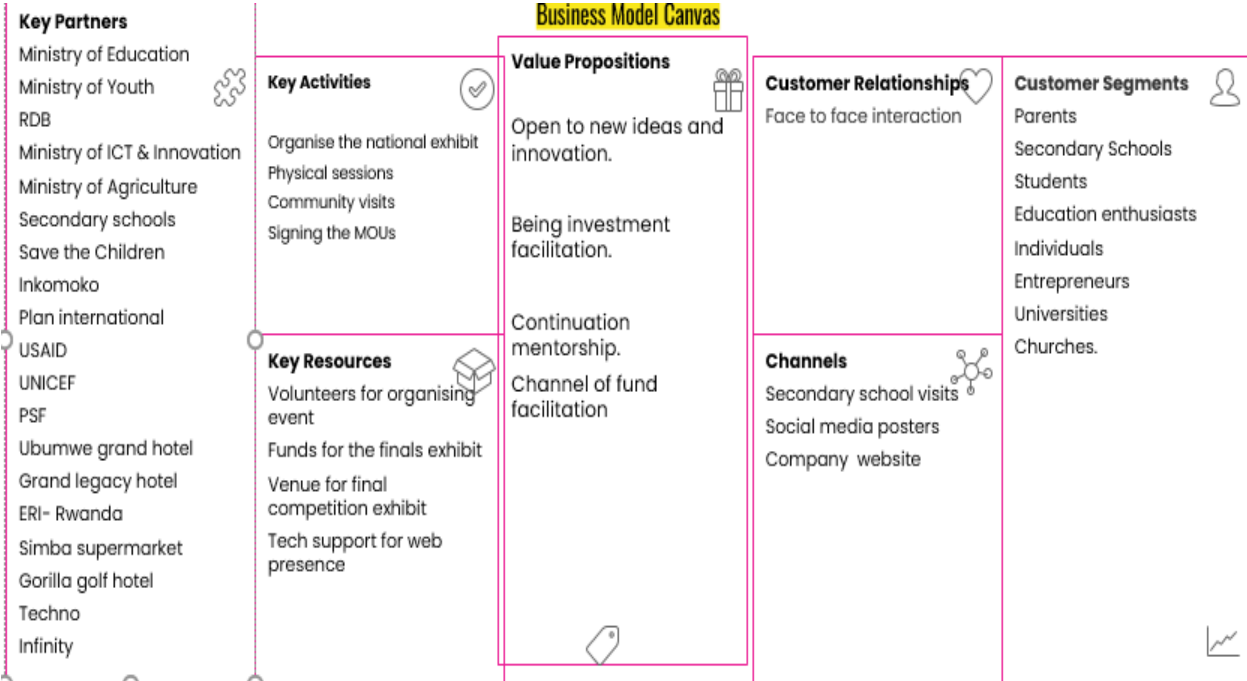 Business Model Canvas
Key Partners
Ministry of Education
Ministry of Youth
RDB
Ministry of ICT & Innovation
Ministry of Agriculture
Secondary schools
Save the Children
Inkomoko
Plan international
USAID
UNICEF
PSF
Ubumwe grand hotel
Grand legacy hotel
ERI- Rwanda
Simba supermarket
Gorilla golf hotel
Techno
Infinity
Key Activities
Organise the national exhibit
Physical sessions
Community visits
Signing the MOUs
Key Resources
Volunteers for organising
event
Funds for the finals exhibit
Venue for final
competition exhibit
Tech support for web
presence
Value Propositions
Open to new ideas and
innovation.
Being investment
facilitation.
Continuation
mentorship.
Channel of fund
facilitation
Customer Relationships
Face to face interaction
Channels
Secondary school visits
Social media posters
Company website
Customer Segments
Parents
Secondary Schools
Students
Education enthusiasts
Individuals
Entrepreneurs
Universities
Churches.